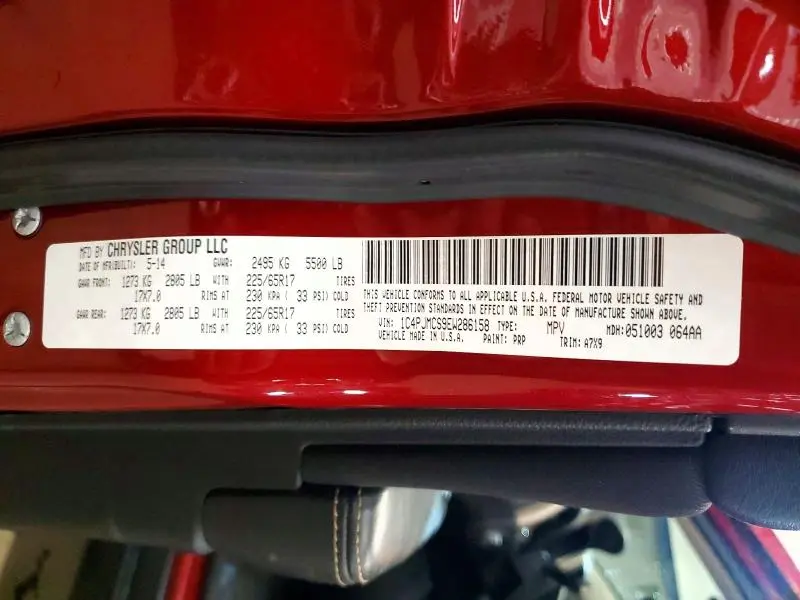 MFD BY CHRYSLER GROUP LLC
DATE OF MFR(BUILT): 5-14 GVWR: 2495 KG 5500 LB
GAWR FRONT: 1273 KG 2805 LB WITH 225/65R17 TIRES
17X7.0 RIMS AT 230 KPA ( 33 PSI) COLD
GAWR REAR: 1273 KG 2805 LB WITH 225/65R17 TIRES
17X7.0 RIMS AT 230 KPA ( 33 PSI) COLD
THIS VEHICLE CONFORMS TO ALL APPLICABLE U.S.A. FEDERAL MOTOR VEHICLE SAFETY AND
THEFT PREVENTION STANDARDS IN EFFECT ON THE DATE OF MANUFACTURE SHOWN ABOVE.
VIN: 1C4PJMCS9EW286158 TYPE: MPV MDH: 051003 064AA
VEHICLE MADE IN U.S.A. PAINT: PRP TRIM: A7X9